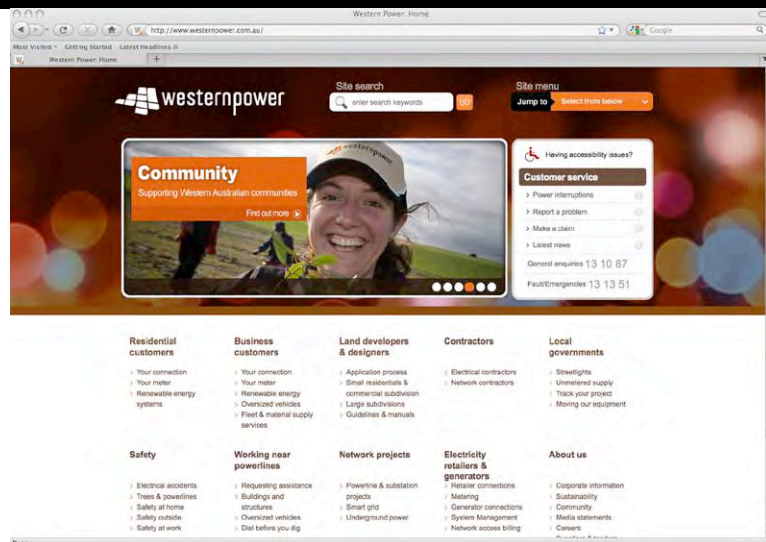 Western Power: Home
http://www.westernpower.com.au/
Google
Most Visited
Getting Started
Latest Headlines
Western Power: Home
+
westernpower
Site search
enter search keywords
GO
Site menu
Jump to
Select from below
westernpower
Community
Supporting Western Australian communities
Find out more
Having accessibility issues?
Customer service
Power interruptions
Report a problem
Make a claim
Latest news
General enquiries 13 10 87
Fault/Emergencies 13 13 51
Residential
customers
Your connection
Your meter
Renewable energy
systems
Business
customers
Your connection
Your meter
Renewable energy
Oversized vehicles
Fleet & material supply
services
Land developers
& designers
Application process
Small residentials &
commercial subdivision
Large subdivisions
Guidelines & manuals
Contractors
Electrical contractors
Network contractors
Local
governments
Streetlights
Unmetered supply
Track your project
Moving our equipment
Safety
Electrical accidents
Trees & powerlines
Safety at home
Safety outside
Safety at work
Working near
powerlines
Requesting assistance
Buildings and
structures
Oversized vehicles
Dial before you dig
Network projects
Powerline & substation
projects
Smart grid
Underground power
Electricity
retailers &
generators
Retailer connections
Metering
Generator connections
System Management
Network access billing
About us
Corporate information
Sustainability
Community
Media statements
Careers